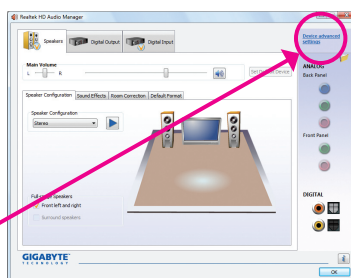 Realtek HD Audio Manager
Speakers
Digital Output
Digital Input
Device advanced
settings
Main Volume
L
R
Set Default Device
ANALOG
Back Panel
Speaker Configuration
Sound Effects
Room Correction
Default Format
Speaker Configuration
Stereo
Front Panel
Full-range speakers
Front left and right
Surround speakers
DIGITAL
GIGABYTE
TECHNOLOGY
OK